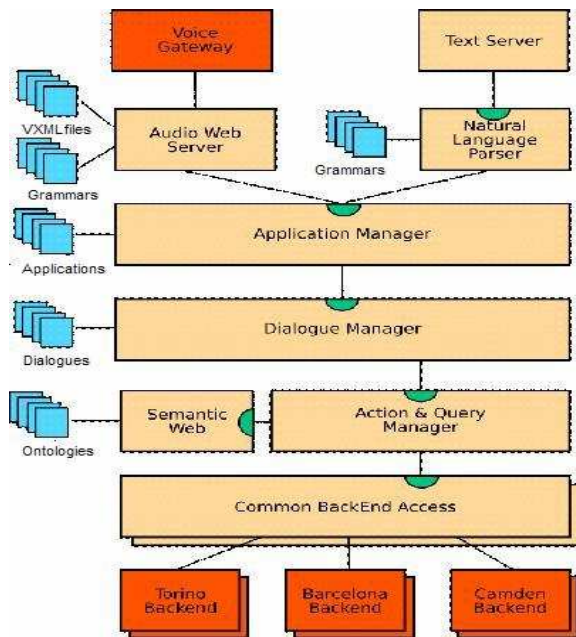 Voice
Gateway
Text Server
VXMLfiles
Audio Web
Server
Grammars
Natural
Language
Parser
Grammars
Application Manager
Applications
Dialogue Manager
Dialogues
Semantic
Web
Action & Query
Manager
Ontologies
Common BackEnd Access
Torino
Backend
Barcelona
Backend
Camden
Backend